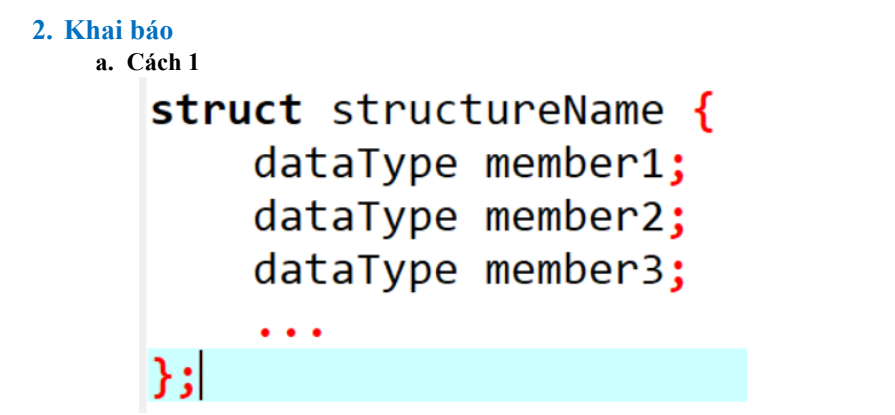 2. Khai báo
a. Cách 1
struct structureName {
dataType member1;
dataType member2;
dataType member3;
...
};